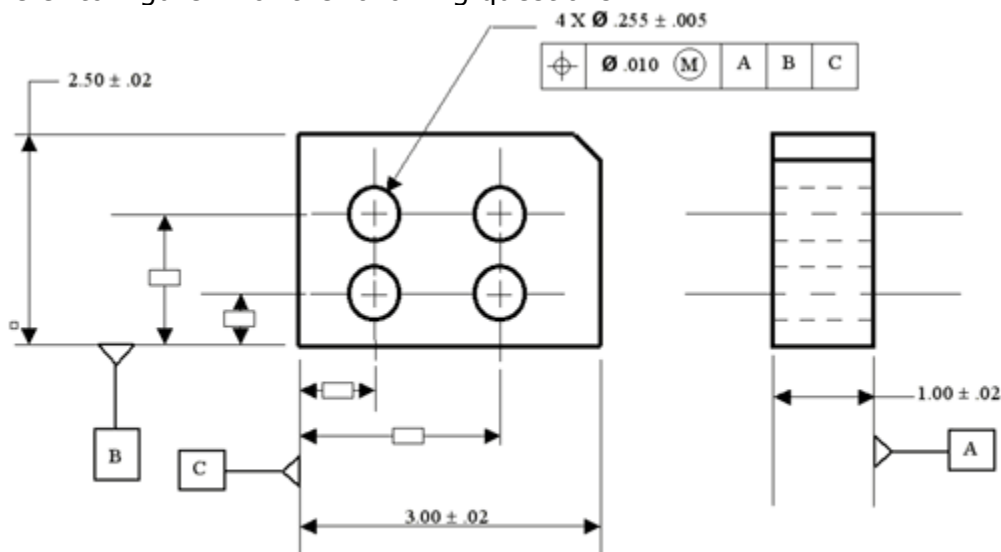 4 X Ø .255 ± .005
2.50 ± .02
⌖ Ø .010 Ⓜ A B C
1.00 ± .02
B
C
A
3.00 ± .02